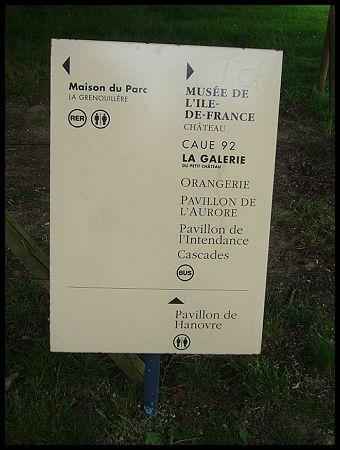 Maison du Parc
LA GRENOUILLÈRE
RER
MUSÉE DE
L'ILE-
DE-FRANCE
CHÂTEAU
CAUE 92
LA GALERIE
DU PETIT CHÂTEAU
ORANGERIE
PAVILLON DE
L'AURORE
Pavillon de
l'Intendance
Cascades
BUS
Pavillon de
Hanovre